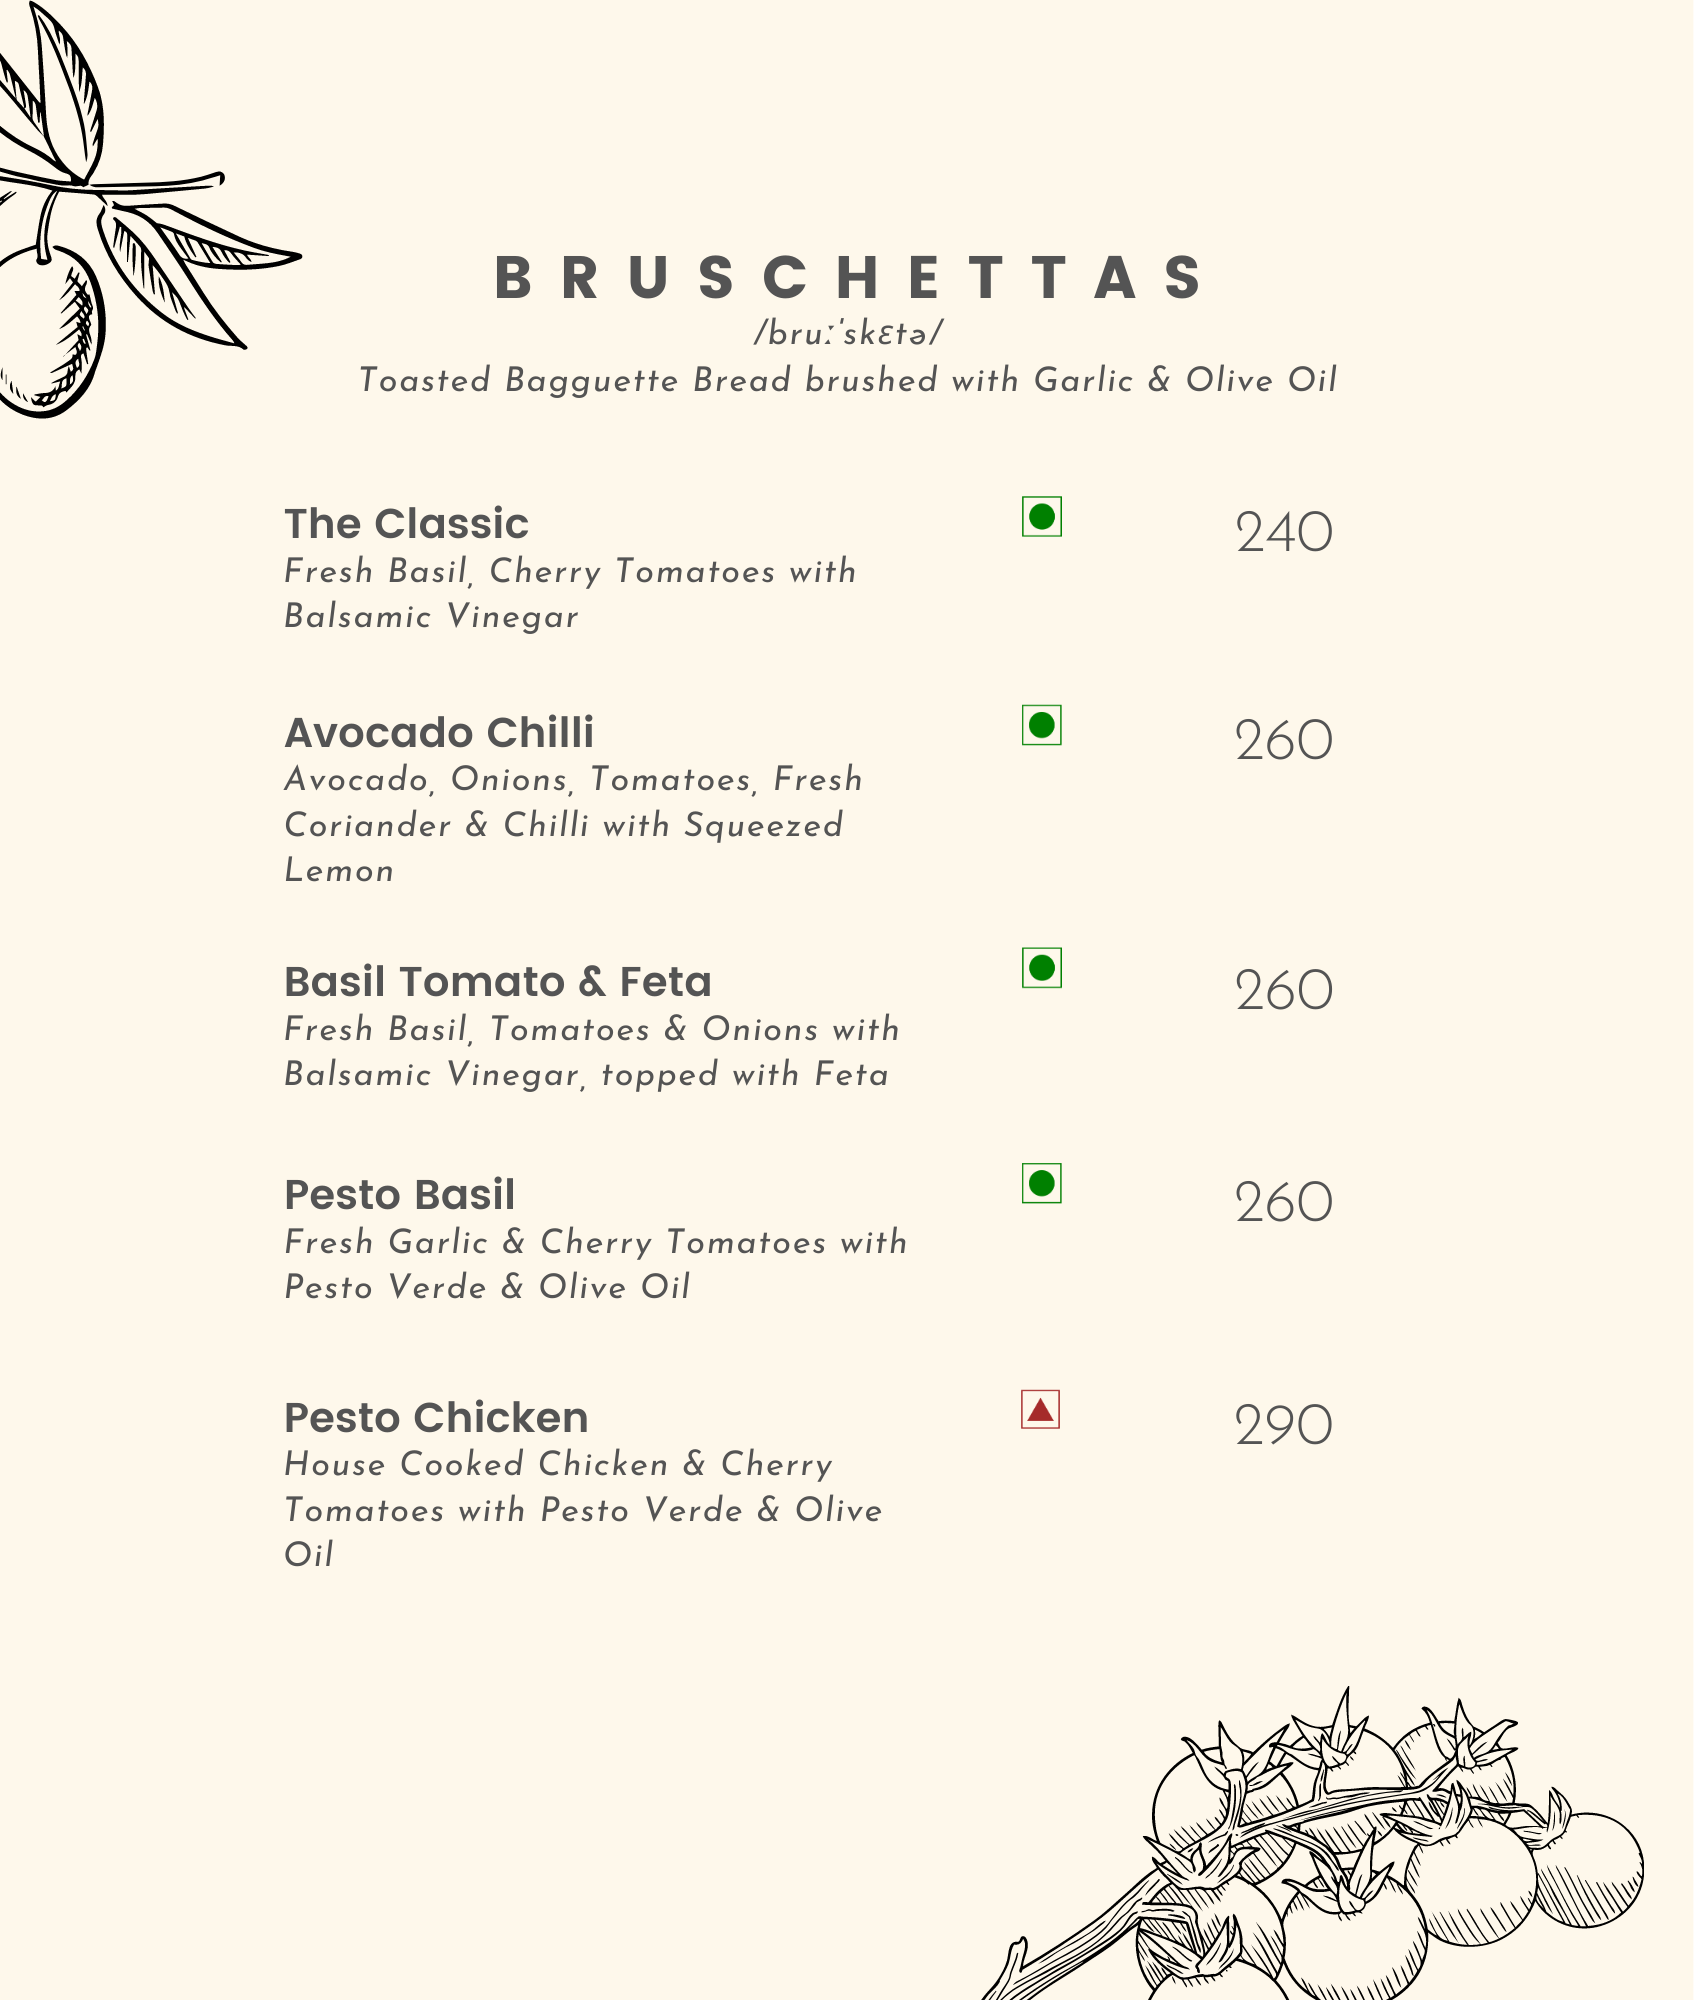 BRUSCHETTAS
/bruːˈskɛtə/
Toasted Bagguette Bread brushed with Garlic & Olive Oil
The Classic
240
Fresh Basil, Cherry Tomatoes with
Balsamic Vinegar
Avocado Chilli
260
Avocado, Onions, Tomatoes, Fresh
Coriander & Chilli with Squeezed
Lemon
Basil Tomato & Feta
260
Fresh Basil, Tomatoes & Onions with
Balsamic Vinegar, topped with Feta
Pesto Basil
260
Fresh Garlic & Cherry Tomatoes with
Pesto Verde & Olive Oil
Pesto Chicken
290
House Cooked Chicken & Cherry
Tomatoes with Pesto Verde & Olive
Oil